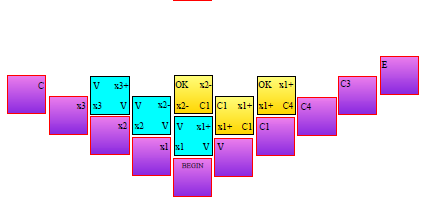 E
C
V x3+
x3 V
OK x2-
x2- C1
OK x1+
x1+ C4
C3
x3
V x2-
x2 V
C1 x1+
x1+ C1
C4
x2
V x1+
x1 V
C1
x1
V
BEGIN